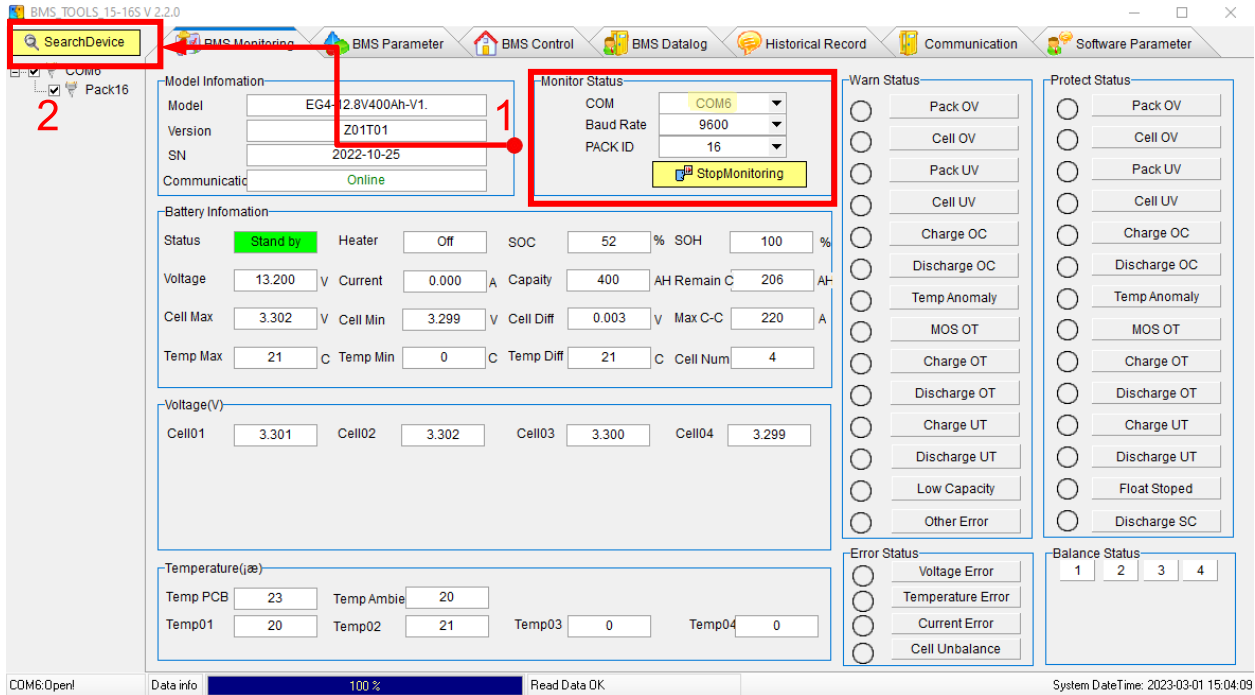 BMS_TOOLS_15-16S V 2.2.0
SearchDevice
BMS Monitoring
BMS Parameter
BMS Control
BMS Datalog
Historical Record
Communication
Software Parameter
COM6
Pack16
2
1
Model Infomation
Model EG4-12.8V400Ah-V1.
Version Z01T01
SN 2022-10-25
Communicatio Online
Monitor Status
COM COM6
Baud Rate 9600
PACK ID 16
StopMonitoring
Battery Infomation
Status Stand by Heater Off SOC 52 % SOH 100 %
Voltage 13.200 V Current 0.000 A Capaity 400 AH Remain C 206 AH
Cell Max 3.302 V Cell Min 3.299 V Cell Diff 0.003 V Max C-C 220 A
Temp Max 21 C Temp Min 0 C Temp Diff 21 C Cell Num 4
Voltage(V)
Cell01 3.301 Cell02 3.302 Cell03 3.300 Cell04 3.299
Temperature(¡æ)
Temp PCB 23 Temp Ambie 20
Temp01 20 Temp02 21 Temp03 0 Temp04 0
Warn Status
Pack OV
Cell OV
Pack UV
Cell UV
Charge OC
Discharge OC
Temp Anomaly
MOS OT
Charge OT
Discharge OT
Charge UT
Discharge UT
Low Capacity
Other Error
Protect Status
Pack OV
Cell OV
Pack UV
Cell UV
Charge OC
Discharge OC
Temp Anomaly
MOS OT
Charge OT
Discharge OT
Charge UT
Discharge UT
Float Stoped
Discharge SC
Error Status
Voltage Error
Temperature Error
Current Error
Cell Unbalance
Balance Status
1 2 3 4
COM6:Open!
Data info
100 %
Read Data OK
System DateTime: 2023-03-01 15:04:09